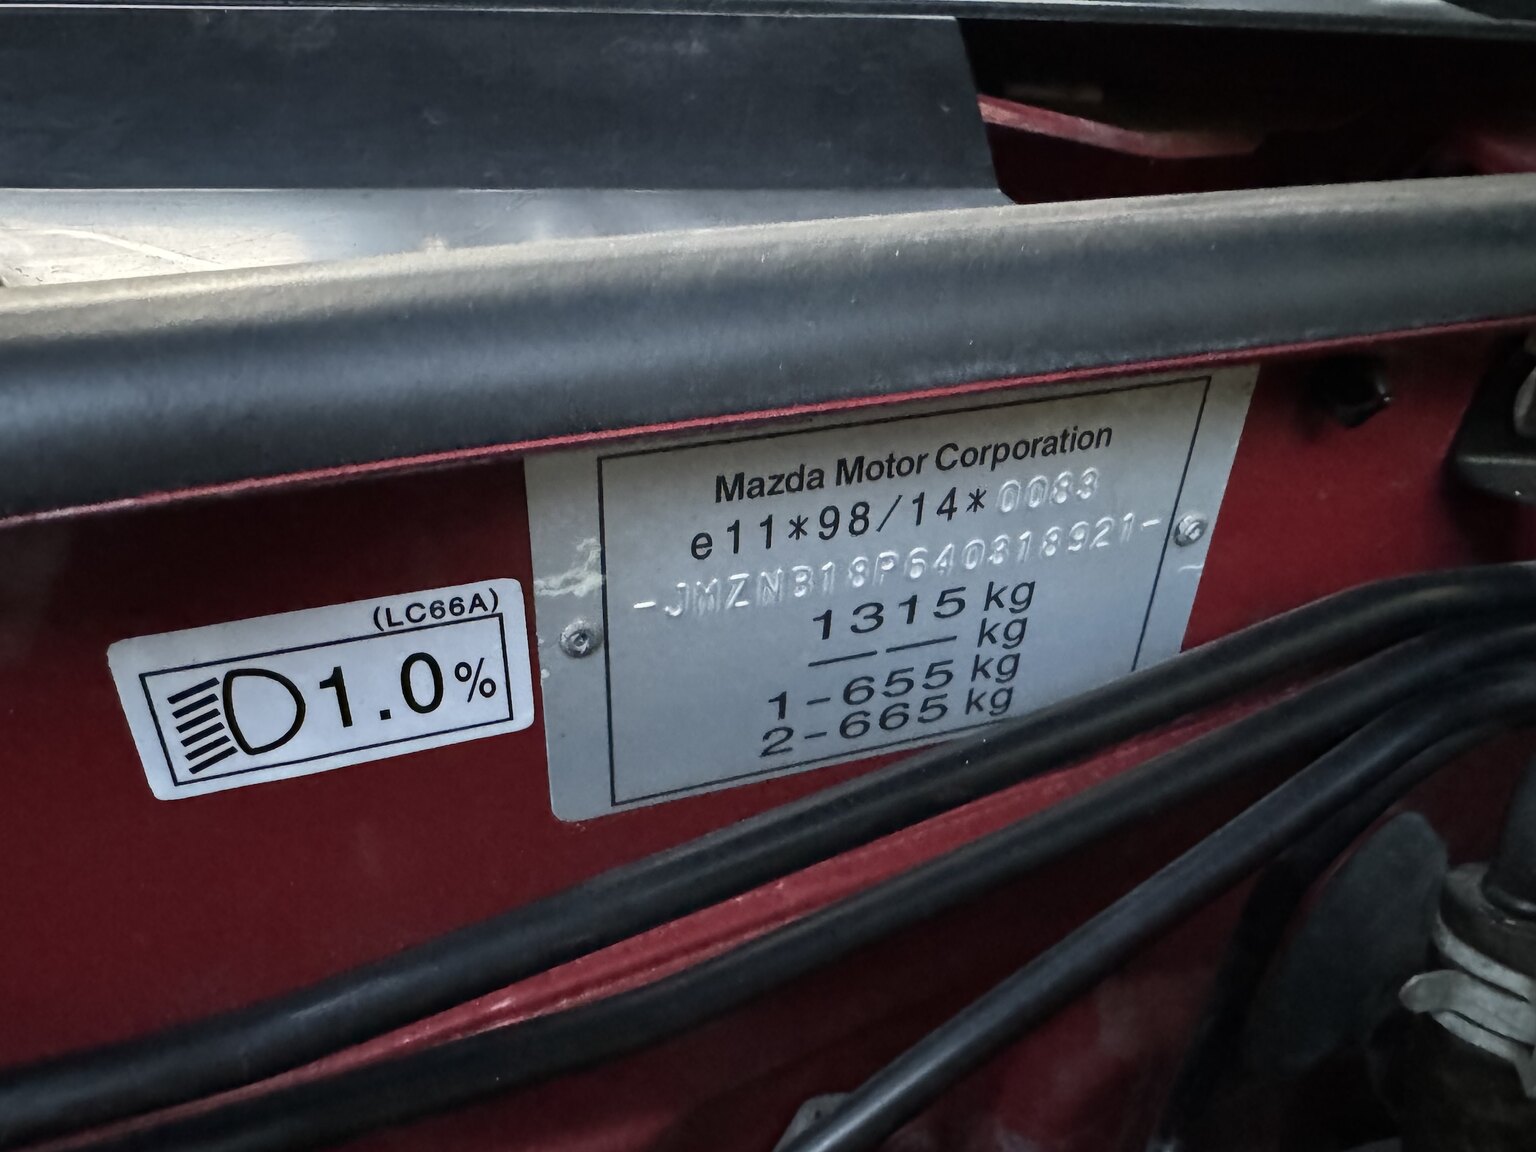 (LC66A)
1.0%
Mazda Motor Corporation
e11*98/14*0083
-JMZNB18P640318921-
1315 kg
—— kg
1-655 kg
2-665 kg